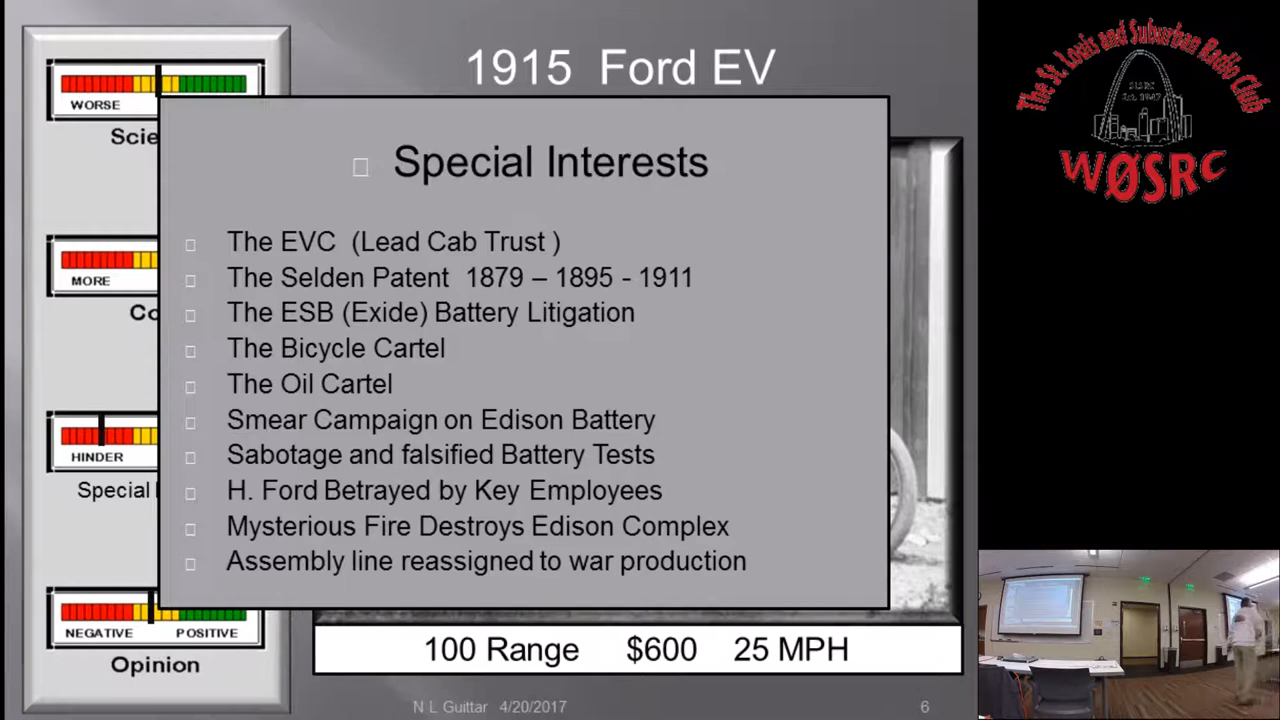 1915 Ford EV
WORSE
Scie
MORE
Co
HINDER
Special
NEGATIVE POSITIVE
Opinion
Special Interests
The EVC (Lead Cab Trust )
The Selden Patent 1879 – 1895 - 1911
The ESB (Exide) Battery Litigation
The Bicycle Cartel
The Oil Cartel
Smear Campaign on Edison Battery
Sabotage and falsified Battery Tests
H. Ford Betrayed by Key Employees
Mysterious Fire Destroys Edison Complex
Assembly line reassigned to war production
100 Range $600 25 MPH
N L Guittar 4/20/2017 6
The St. Louis and Suburban Radio Club
SLSRC
Est. 1947
WØSRC